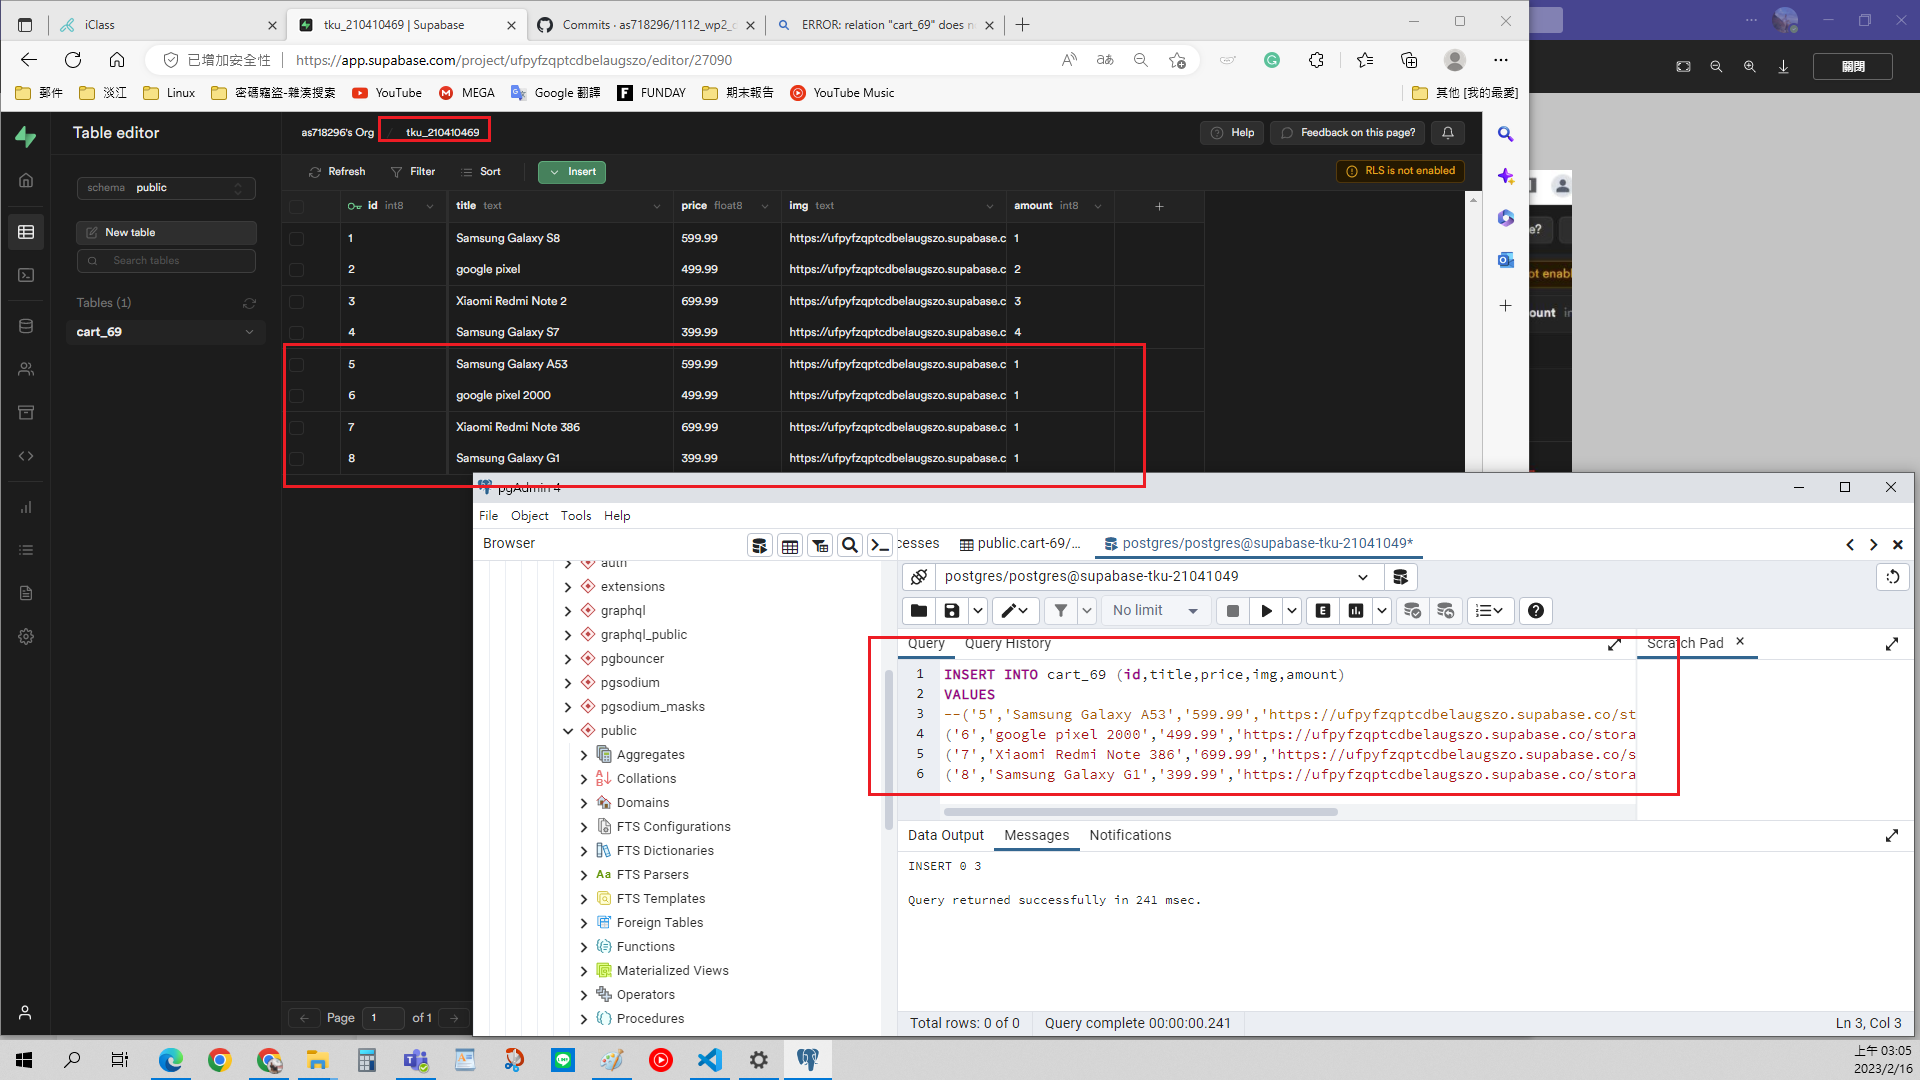 iClass
tku_210410469 | Supabase
Commits · as718296/1112_wp2_
ERROR: relation "cart_69" does n
已增加安全性
https://app.supabase.com/project/ufpyfzqptcdbelaugszo/editor/27090
關閉
郵件
淡江
Linux
密碼竊盜-雜湊搜索
YouTube
MEGA
Google 翻譯
FUNDAY
期末報告
YouTube Music
其他 [我的最愛]
Table editor
as718296's Org
tku_210410469
Help
Feedback on this page?
Refresh
Filter
Sort
Insert
RLS is not enabled
schema public
New table
Search tables
Tables (1)
cart_69
id int8 title text price float8 img text amount int8
1 Samsung Galaxy S8 599.99 https://ufpyfzqptcdbelaugszo.supabase.c 1
2 google pixel 499.99 https://ufpyfzqptcdbelaugszo.supabase.c 2
3 Xiaomi Redmi Note 2 699.99 https://ufpyfzqptcdbelaugszo.supabase.c 3
4 Samsung Galaxy S7 399.99 https://ufpyfzqptcdbelaugszo.supabase.c 4
5 Samsung Galaxy A53 599.99 https://ufpyfzqptcdbelaugszo.supabase.c 1
6 google pixel 2000 499.99 https://ufpyfzqptcdbelaugszo.supabase.c 1
7 Xiaomi Redmi Note 386 699.99 https://ufpyfzqptcdbelaugszo.supabase.c 1
8 Samsung Galaxy G1 399.99 https://ufpyfzqptcdbelaugszo.supabase.c 1
e?
ot enabl
ount in
Page 1 of 1
pgAdmin 4
File Object Tools Help
Browser
cesses
public.cart-69/...
postgres/postgres@supabase-tku-21041049*
auth
extensions
graphql
graphql_public
pgbouncer
pgsodium
pgsodium_masks
public
Aggregates
Collations
Domains
FTS Configurations
FTS Dictionaries
Aa FTS Parsers
FTS Templates
Foreign Tables
Functions
Materialized Views
Operators
Procedures
postgres/postgres@supabase-tku-21041049
No limit
E
Query
Query History
Scratch Pad
1 INSERT INTO cart_69 (id,title,price,img,amount)
2 VALUES
3 --('5','Samsung Galaxy A53','599.99','https://ufpyfzqptcdbelaugszo.supabase.co/st
4 ('6','google pixel 2000','499.99','https://ufpyfzqptcdbelaugszo.supabase.co/stora
5 ('7','Xiaomi Redmi Note 386','699.99','https://ufpyfzqptcdbelaugszo.supabase.co/s
6 ('8','Samsung Galaxy G1','399.99','https://ufpyfzqptcdbelaugszo.supabase.co/stora
Data Output
Messages
Notifications
INSERT 0 3
Query returned successfully in 241 msec.
Total rows: 0 of 0
Query complete 00:00:00.241
Ln 3, Col 3
上午 03:05
2023/2/16